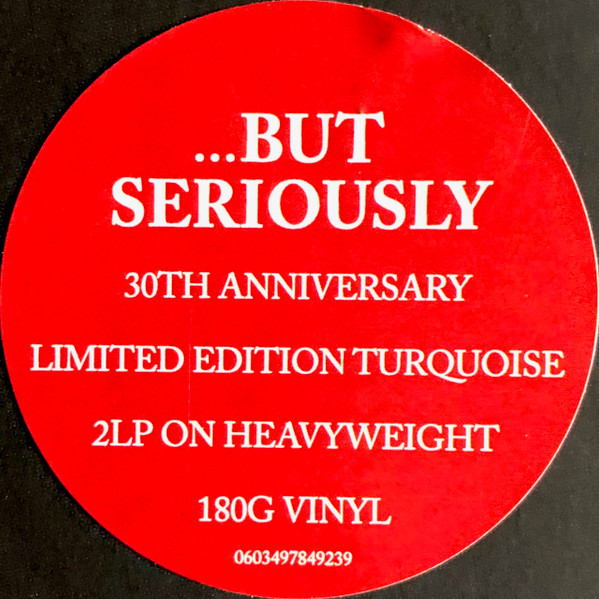 ...BUT
SERIOUSLY
30TH ANNIVERSARY
LIMITED EDITION TURQUOISE
2LP ON HEAVYWEIGHT
180G VINYL
0603497849239